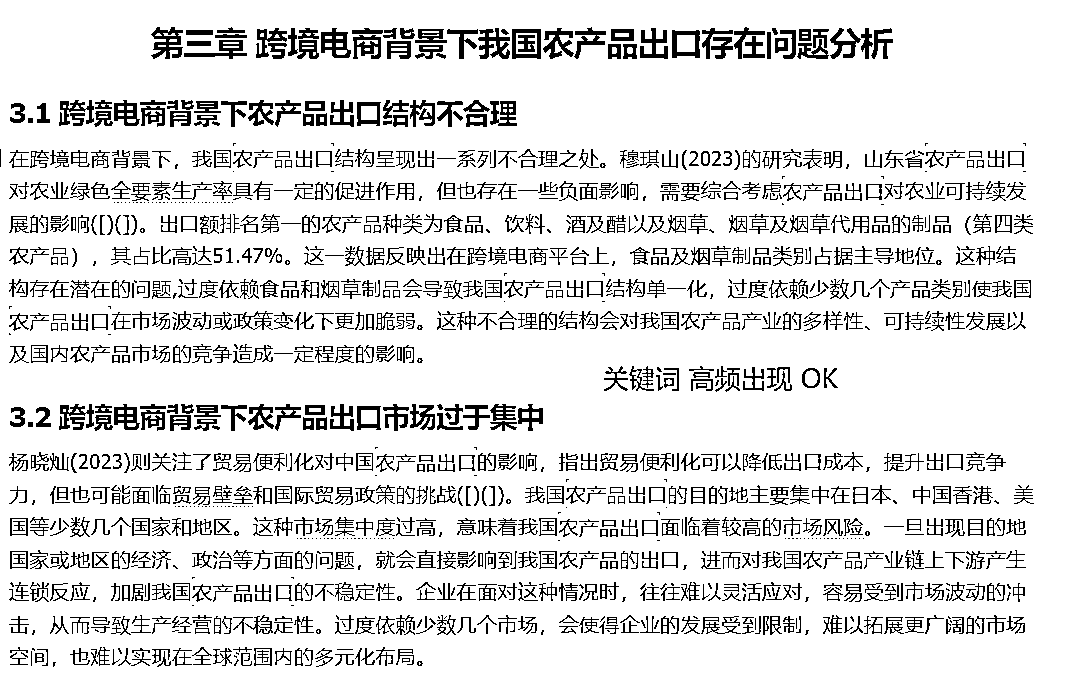 第三章 跨境电商背景下我国农产品出口存在问题分析
3.1 跨境电商背景下农产品出口结构不合理
在跨境电商背景下，我国农产品出口结构呈现出一系列不合理之处。穆琪山(2023)的研究表明，山东省农产品出口
对农业绿色全要素生产率具有一定的促进作用，但也存在一些负面影响，需要综合考虑农产品出口对农业可持续发
展的影响([)(])。出口额排名第一的农产品种类为食品、饮料、酒及醋以及烟草、烟草及烟草代用品的制品（第四类
农产品），其占比高达51.47%。这一数据反映出在跨境电商平台上，食品及烟草制品类别占据主导地位。这种结
构存在潜在的问题,过度依赖食品和烟草制品会导致我国农产品出口结构单一化，过度依赖少数几个产品类别使我国
农产品出口在市场波动或政策变化下更加脆弱。这种不合理的结构会对我国农产品产业的多样性、可持续性发展以
及国内农产品市场的竞争造成一定程度的影响。
关键词 高频出现 OK
3.2 跨境电商背景下农产品出口市场过于集中
杨晓灿(2023)则关注了贸易便利化对中国农产品出口的影响，指出贸易便利化可以降低出口成本，提升出口竞争
力，但也可能面临贸易壁垒和国际贸易政策的挑战([)(])。我国农产品出口的目的地主要集中在日本、中国香港、美
国等少数几个国家和地区。这种市场集中度过高，意味着我国农产品出口面临着较高的市场风险。一旦出现目的地
国家或地区的经济、政治等方面的问题，就会直接影响到我国农产品的出口，进而对我国农产品产业链上下游产生
连锁反应，加剧我国农产品出口的不稳定性。企业在面对这种情况时，往往难以灵活应对，容易受到市场波动的冲
击，从而导致生产经营的不稳定性。过度依赖少数几个市场，会使得企业的发展受到限制，难以拓展更广阔的市场
空间，也难以实现在全球范围内的多元化布局。